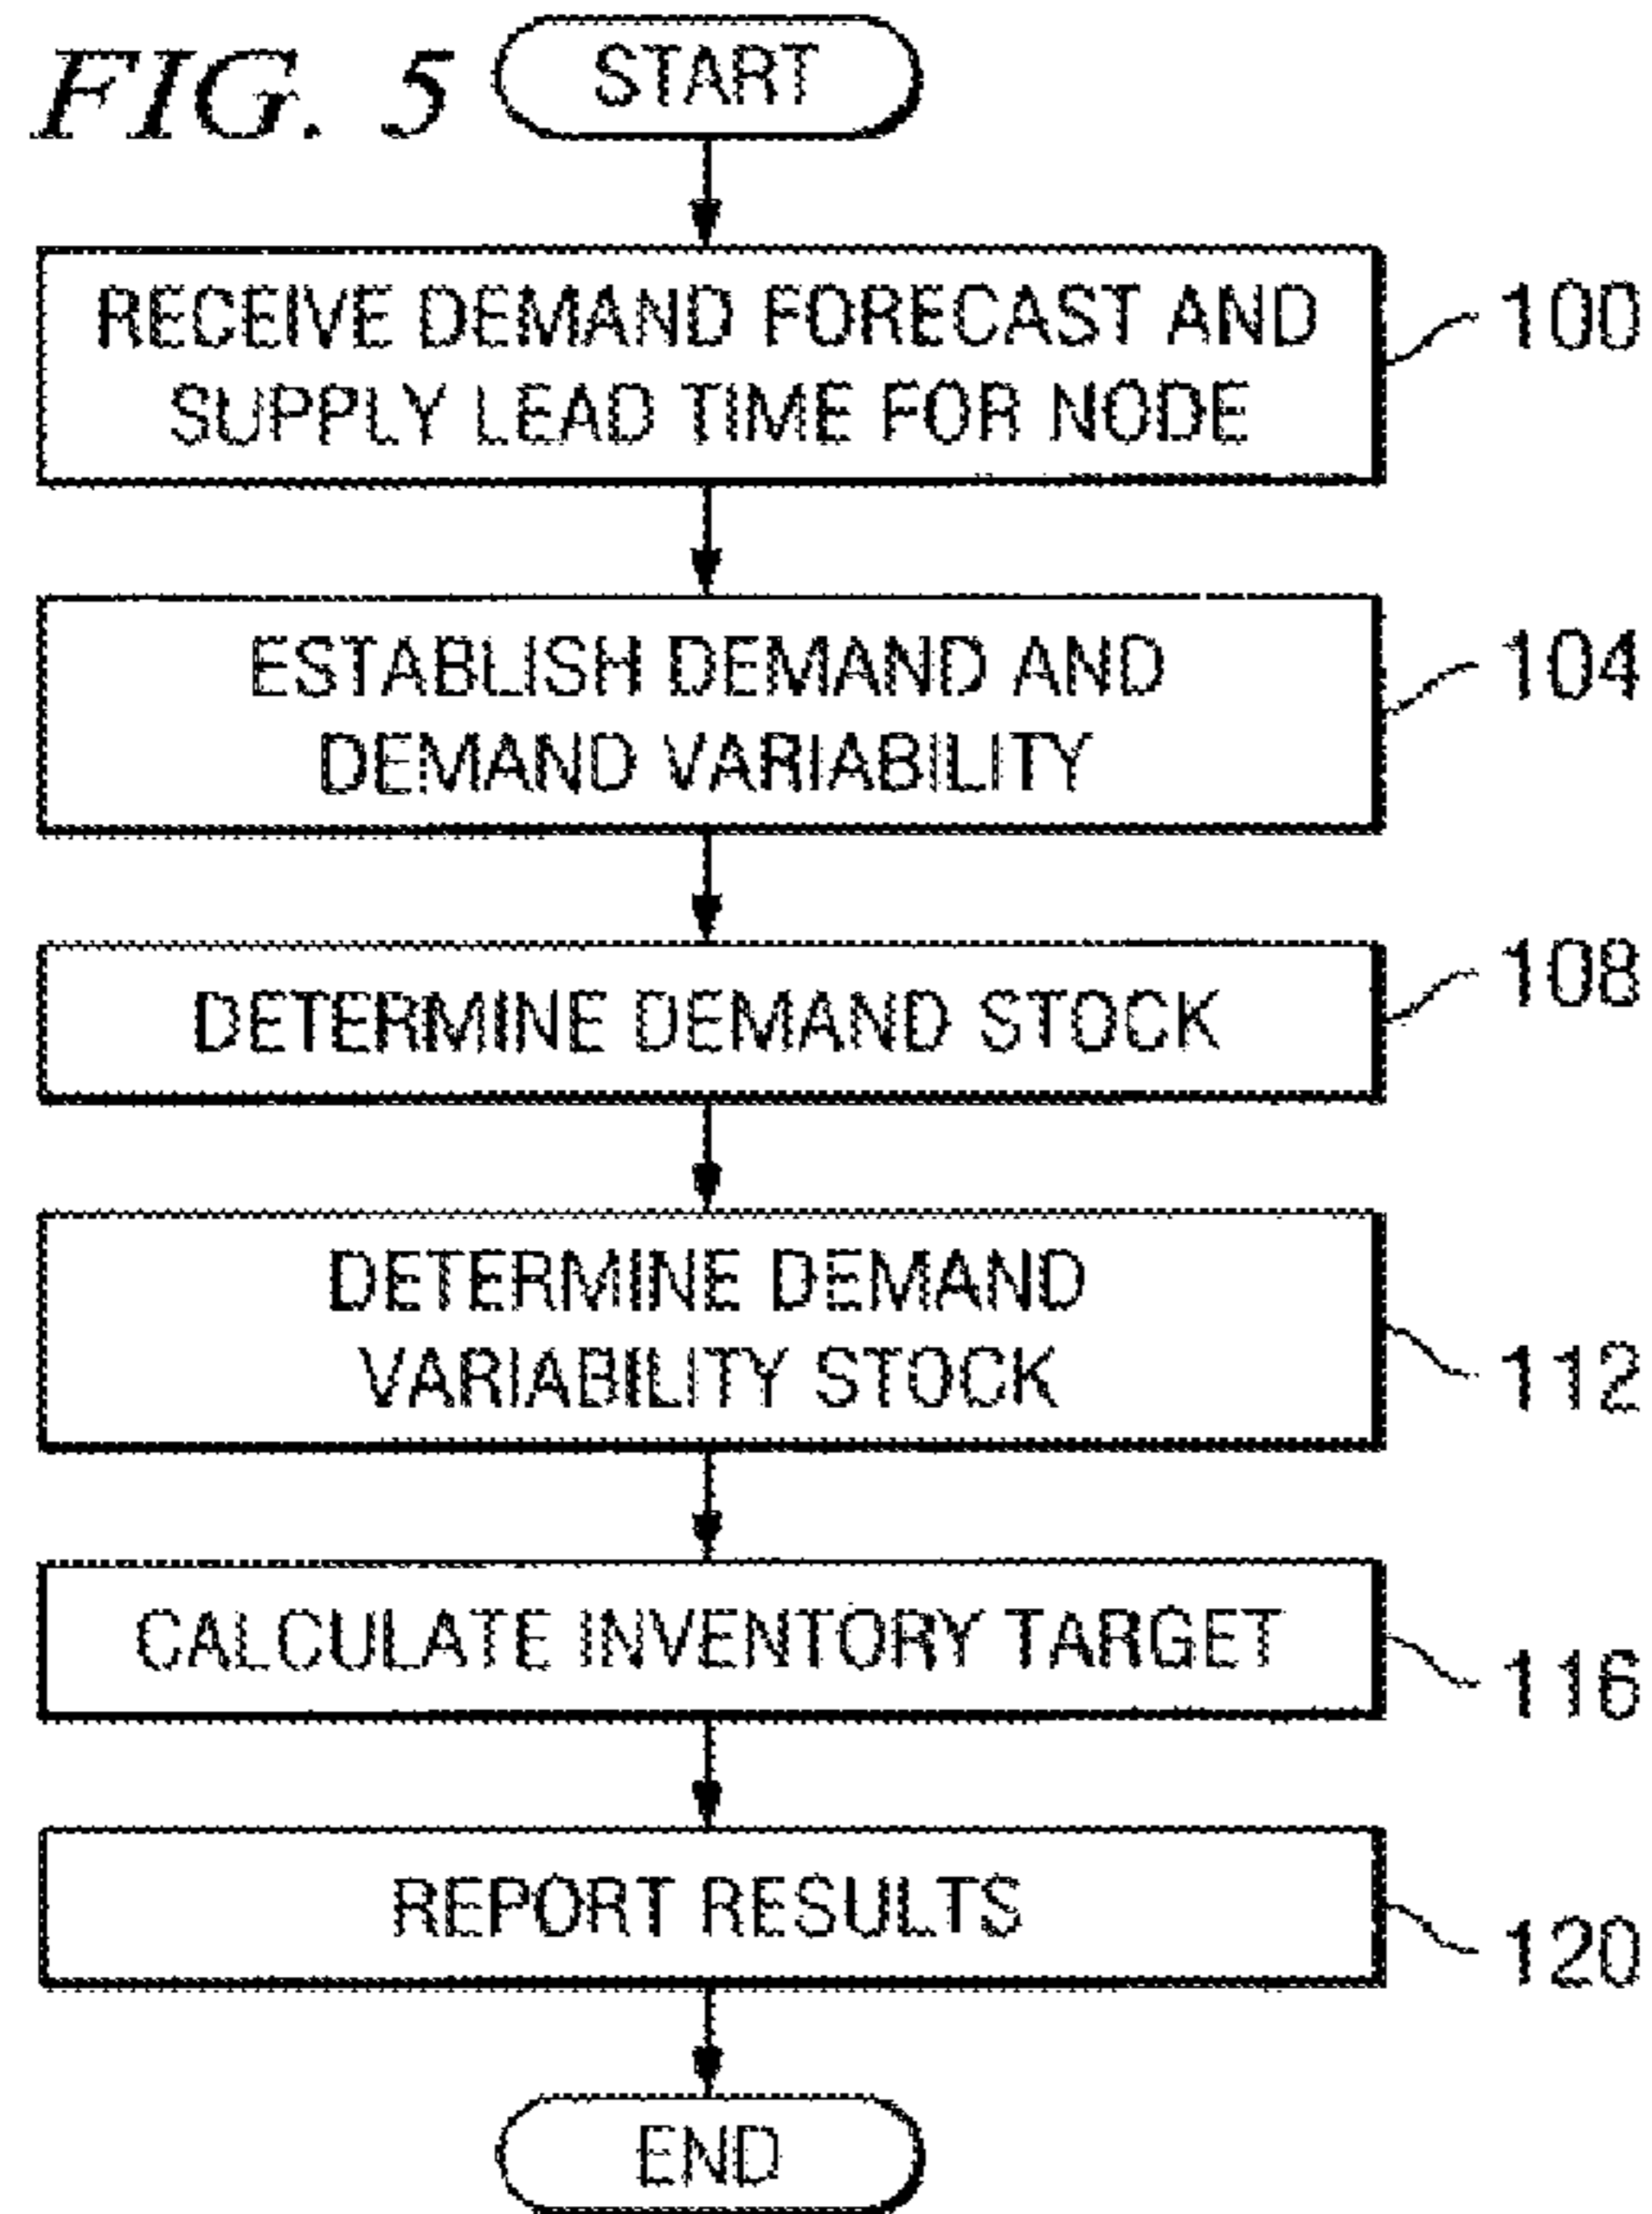 FIG. 5
START
RECEIVE DEMAND FORECAST AND
SUPPLY LEAD TIME FOR NODE
100
ESTABLISH DEMAND AND
DEMAND VARIABILITY
104
DETERMINE DEMAND STOCK
108
DETERMINE DEMAND
VARIABILITY STOCK
112
CALCULATE INVENTORY TARGET
116
REPORT RESULTS
120
END